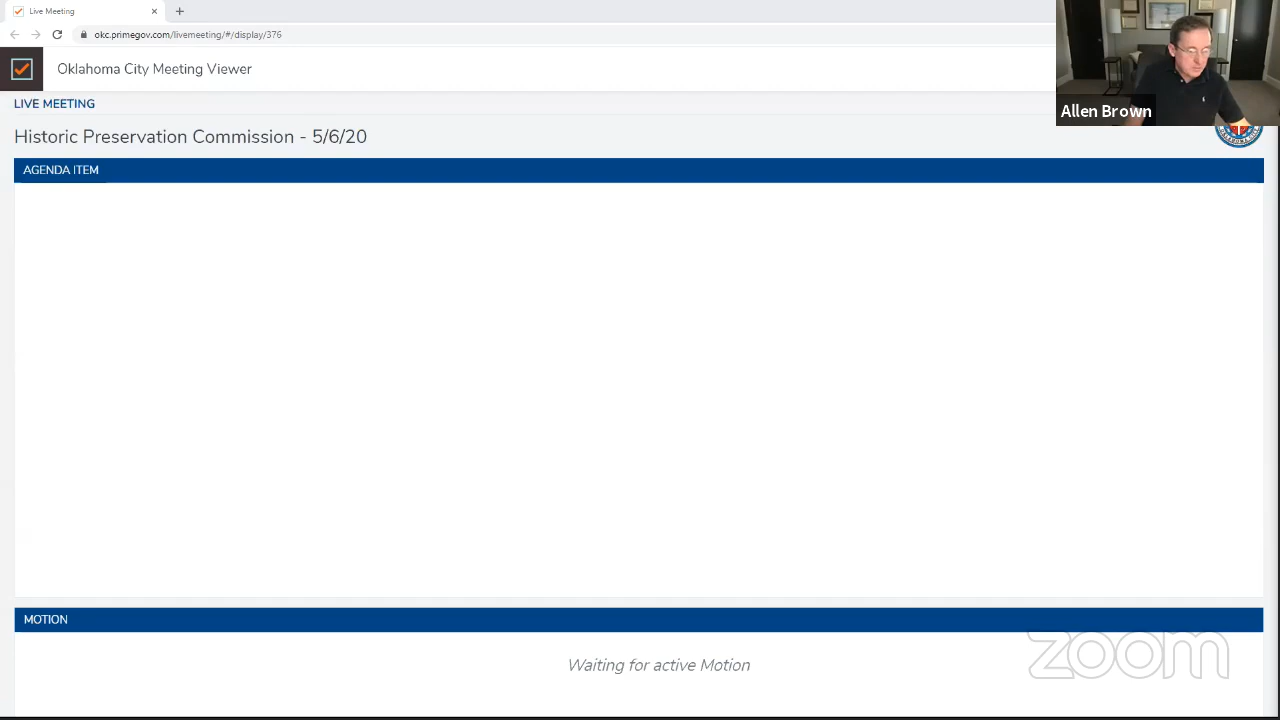 Live Meeting
okc.primegov.com/livemeeting/#/display/376
Oklahoma City Meeting Viewer
Allen Brown
LIVE MEETING
Historic Preservation Commission - 5/6/20
AGENDA ITEM
MOTION
Waiting for active Motion
zoom